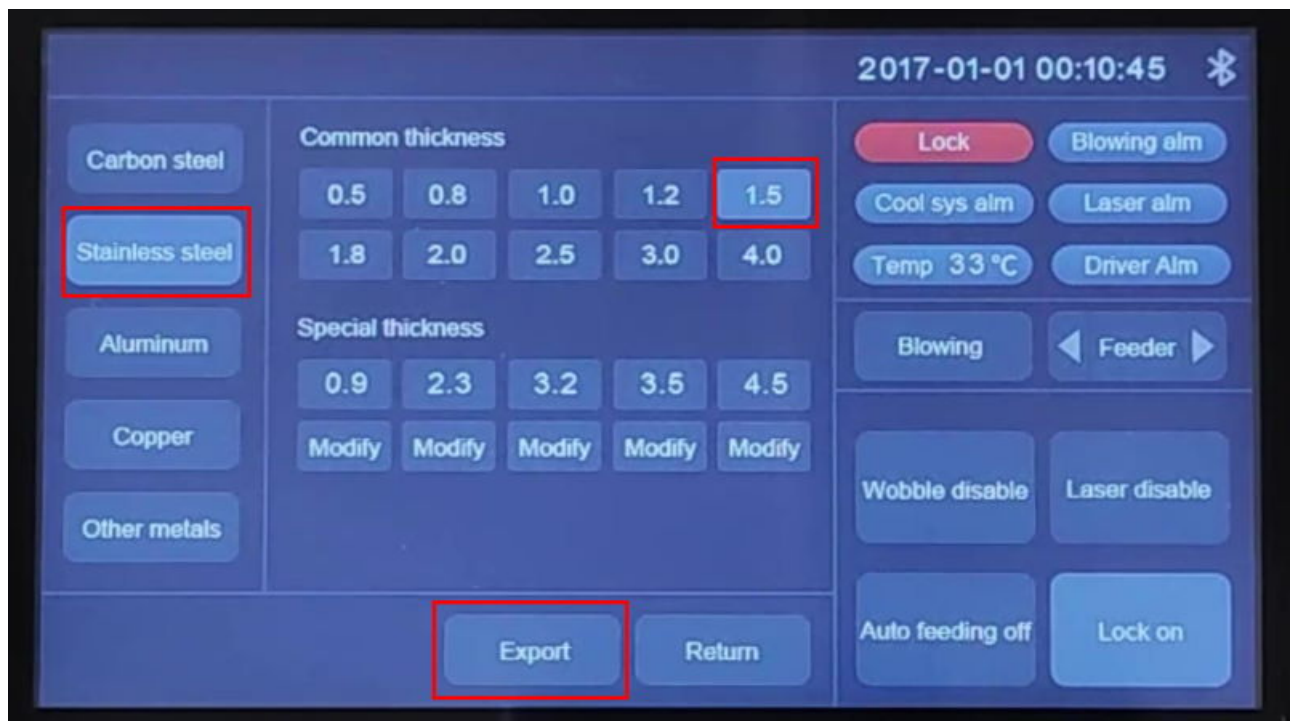 2017-01-01 00:10:45
Carbon steel
Stainless steel
Aluminum
Copper
Other metals
Common thickness
0.5 0.8 1.0 1.2 1.5
1.8 2.0 2.5 3.0 4.0
Special thickness
0.9 2.3 3.2 3.5 4.5
Modify Modify Modify Modify Modify
Export Return
Lock Blowing alm
Cool sys alm Laser alm
Temp 33°C Driver Alm
Blowing Feeder
Wobble disable Laser disable
Auto feeding off Lock on